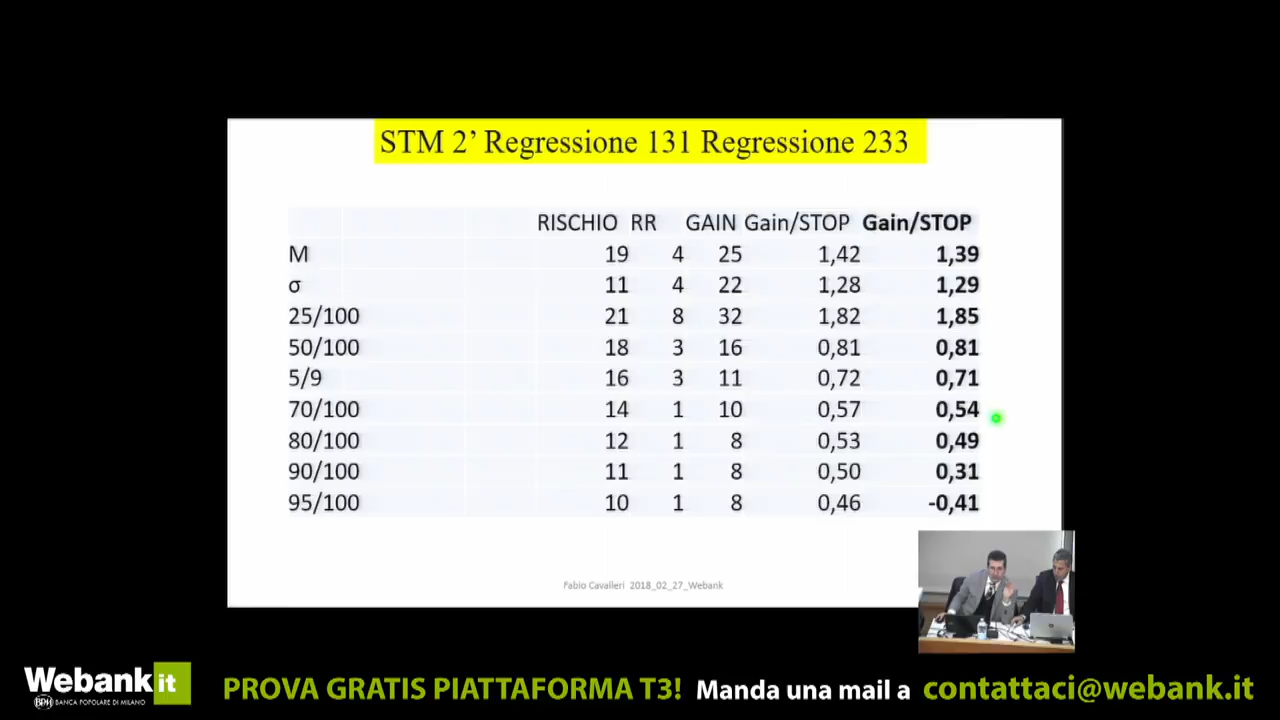 STM 2’ Regressione 131 Regressione 233
RISCHIO RR GAIN Gain/STOP Gain/STOP
M 19 4 25 1,42 1,39
σ 11 4 22 1,28 1,29
25/100 21 8 32 1,82 1,85
50/100 18 3 16 0,81 0,81
5/9 16 3 11 0,72 0,71
70/100 14 1 10 0,57 0,54
80/100 12 1 8 0,53 0,49
90/100 11 1 8 0,50 0,31
95/100 10 1 8 0,46 -0,41
Fabio Cavalleri 2018_02_27_Webank
Webank it
BPM BANCA POPOLARE DI MILANO
PROVA GRATIS PIATTAFORMA T3! Manda una mail a contattaci@webank.it